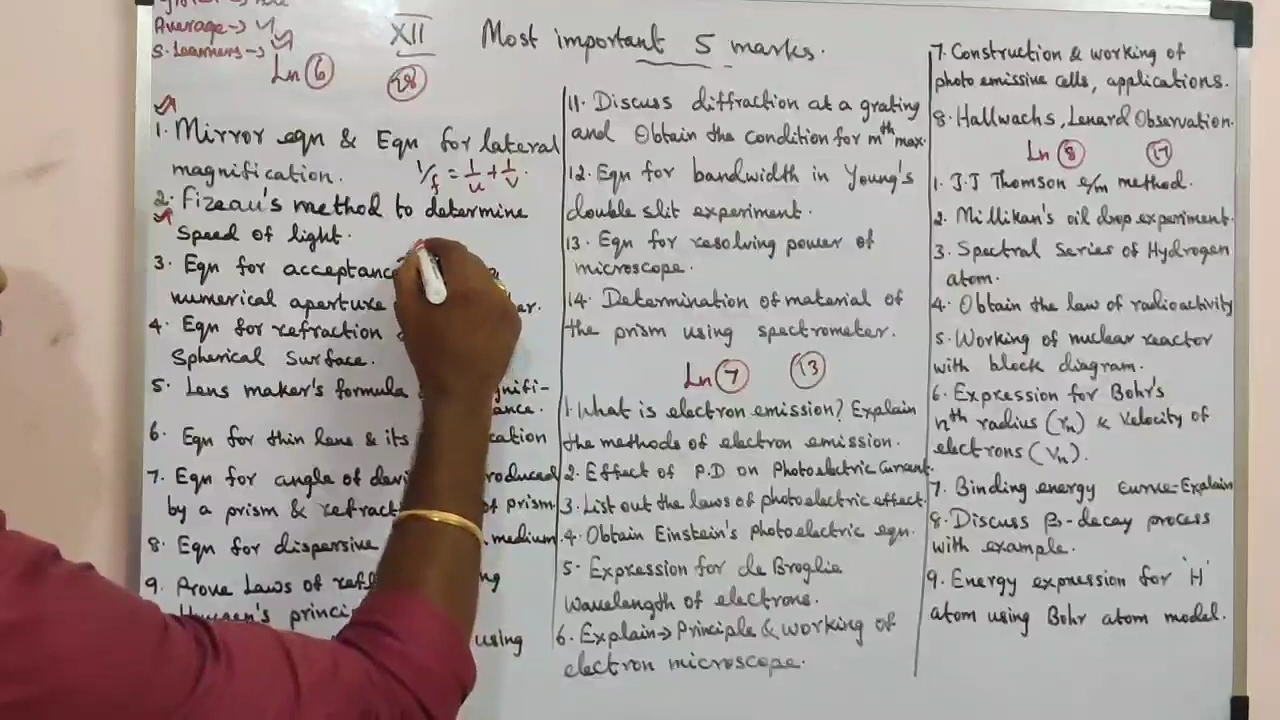 Average→
S. Learners→
Ln 6
XII
28
Most important 5 marks.
1. Mirror eqn & Eqn for lateral
magnification. 1/f = 1/u + 1/v.
2. Fizeau's method to determine
Speed of light.
3. Eqn for acceptance
numerical aperture
4. Eqn for refraction
Spherical Surface.
5. Lens maker's formula
6. Eqn for thin lens & its
7. Eqn for angle of
by a prism & of prism
8. Eqn for dispersive medium.
9. Prove Laws of
using
11. Discuss diffraction at a grating
and Obtain the condition for mth max.
12. Eqn for bandwidth in Young's
double slit experiment.
13. Eqn for resolving power of
microscope.
14. Determination of material of
the prism using spectrometer.
Ln 7 13
1. What is electron emission? Explain
the methods of electron emission.
2. Effect of P.D on Photoelectric Current.
3. List out the laws of photoelectric effect.
4. Obtain Einstein's photoelectric eqn.
5. Expression for de Broglie
Wavelength of electrons.
6. Explain→Principle & working of
electron microscope.
7. Construction & working of
photo emissive cells, applications.
8. Hallwachs, Lenard Observation.
Ln 8 17
1. J.J Thomson e/m method.
2. Millikan's oil drop experiment.
3. Spectral Series of Hydrogen
atom.
4. Obtain the law of radioactivity
5. Working of nuclear reactor
with block diagram.
6. Expression for Bohr's
nth radius (rn) & Velocity of
electrons (Vn).
7. Binding energy curve-Explain
8. Discuss β-decay process
with example.
9. Energy expression for 'H'
atom using Bohr atom model.